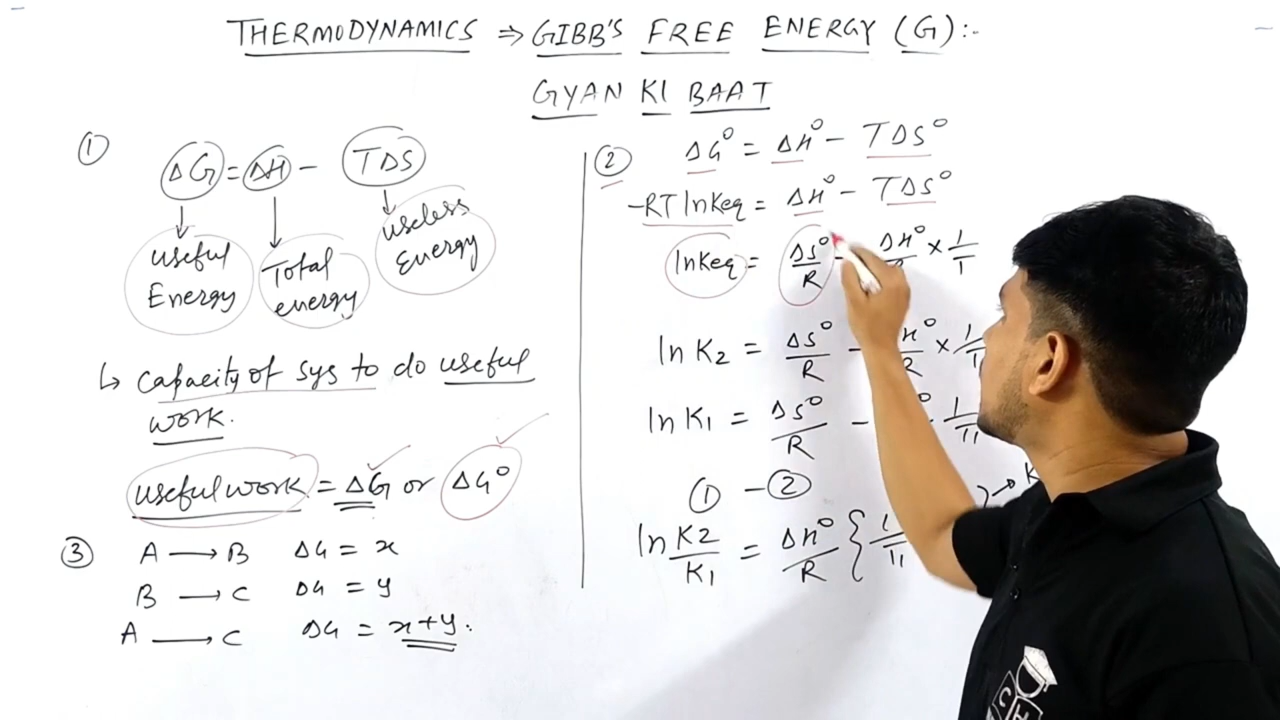 THERMODYNAMICS ⇒ GIBB'S FREE ENERGY (G):-
GYAN KI BAAT
① ΔG = ΔH - TΔS
useful Energy
Total energy
useless Energy
↳ capacity of sys to do useful
work.
useful work = ΔG or ΔG°
③ A → B ΔG = x
B → C ΔG = y
A → C ΔG = x+y.
② ΔG° = ΔH° - TΔS°
-RT lnKeq = ΔH° - TΔS°
lnKeq = ΔS°/R - ΔH°/R × 1/T
ln K2 = ΔS°/R - H°/R × 1/T
ln K1 = ΔS°/R - 1/T1
① - ②
ln K2/K1 = ΔH°/R { 1/T1